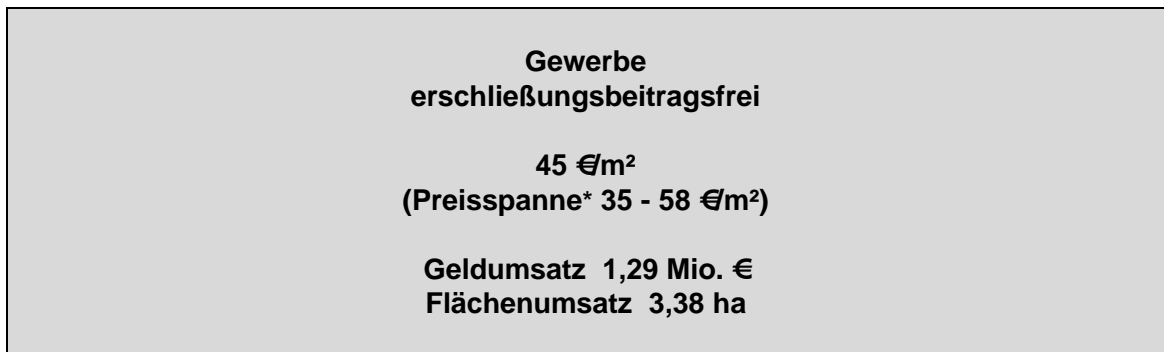 Gewerbe
erschließungsbeitragsfrei
45 €/m²
(Preisspanne* 35 - 58 €/m²)
Geldumsatz 1,29 Mio. €
Flächenumsatz 3,38 ha